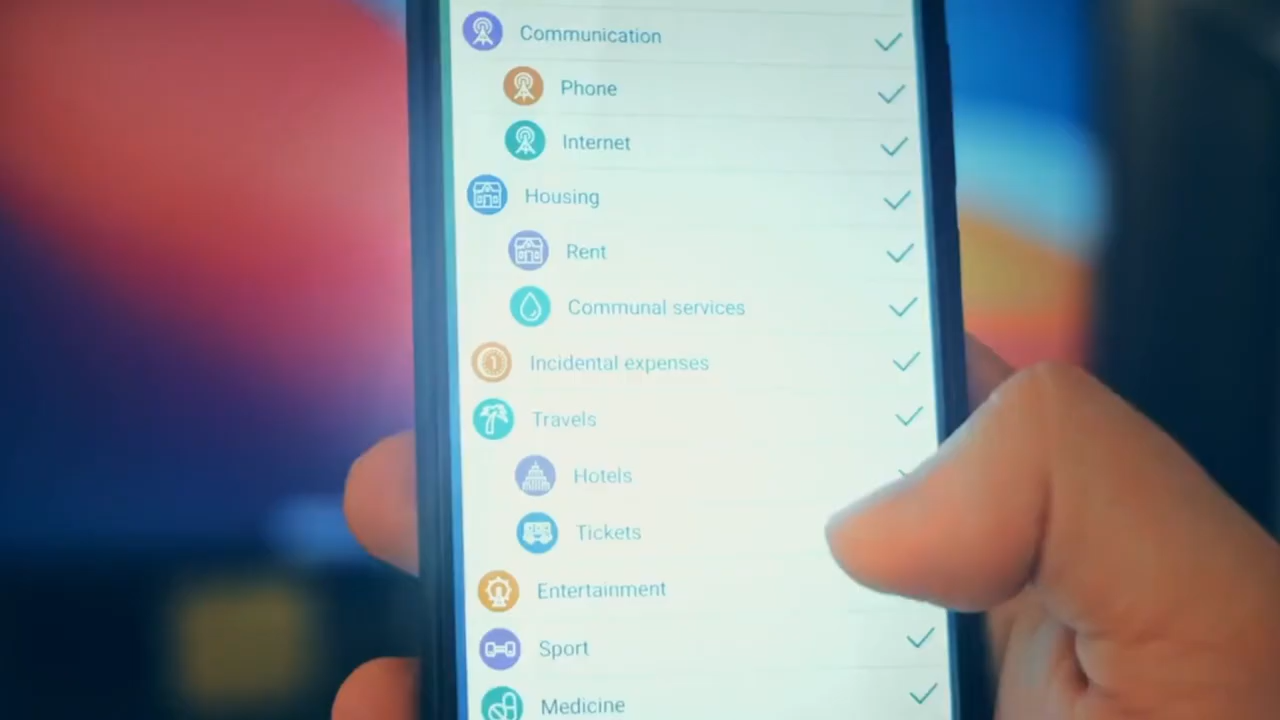 Communication
Phone
Internet
Housing
Rent
Communal services
Incidental expenses
Travels
Hotels
Tickets
Entertainment
Sport
Medicine